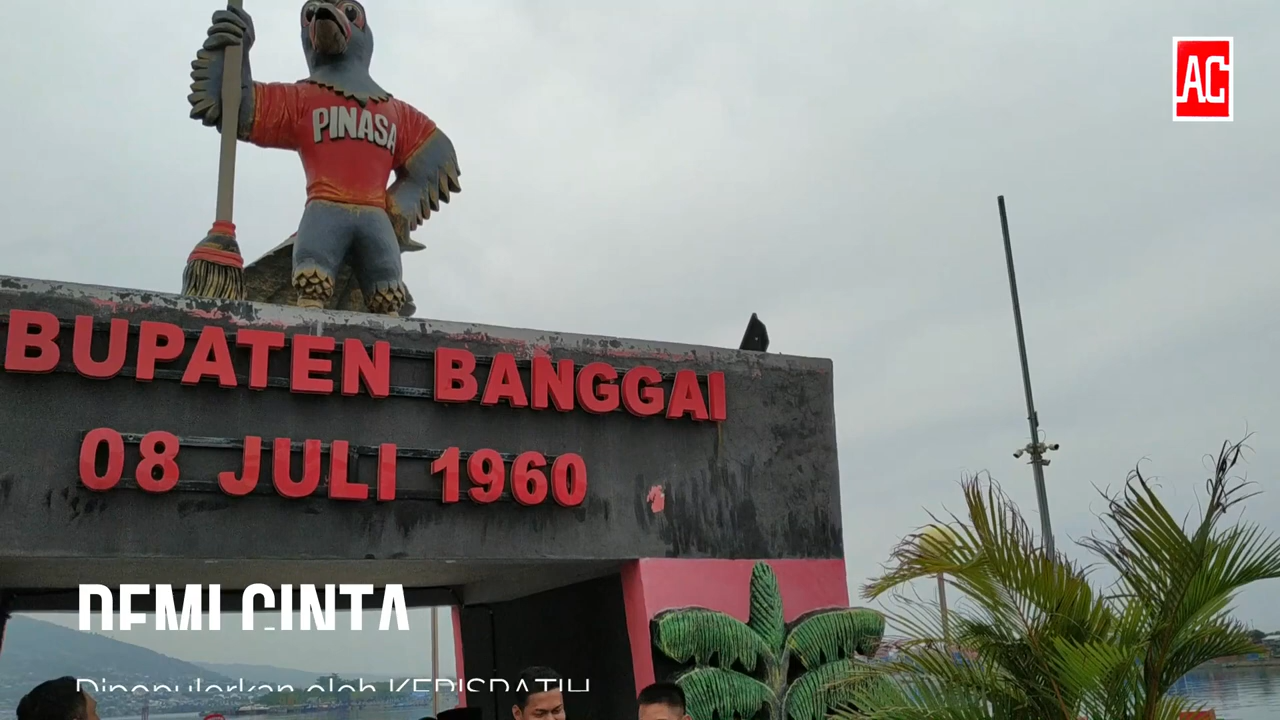 AC
PINASA
BUPATEN BANGGAI
08 JULI 1960
DEMI CINTA
Dipopulerkan oleh KERISPATIH